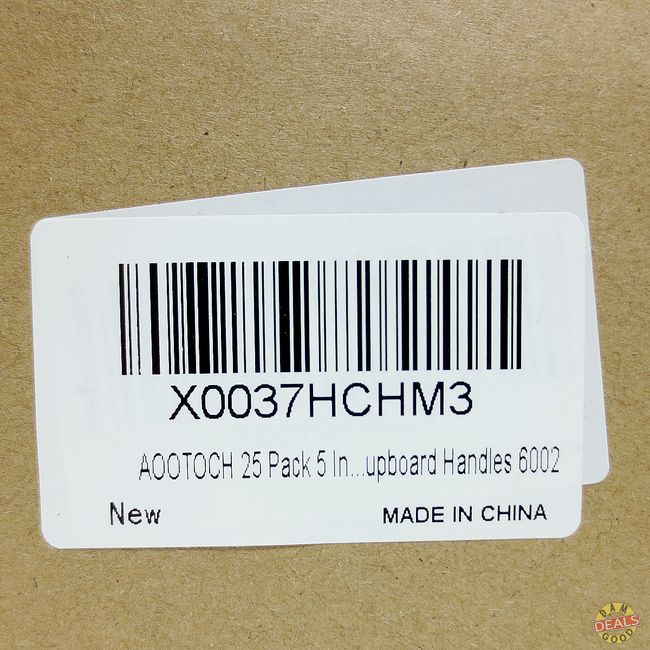 X0037HCHM3
AOOTOCH 25 Pack 5 In...upboard Handles 6002
New
MADE IN CHINA
DAM
DEALS
GOOD